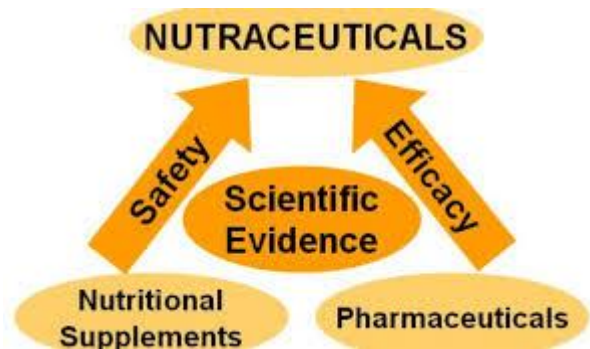 NUTRACEUTICALS
Safety
Efficacy
Scientific
Evidence
Nutritional
Supplements
Pharmaceuticals